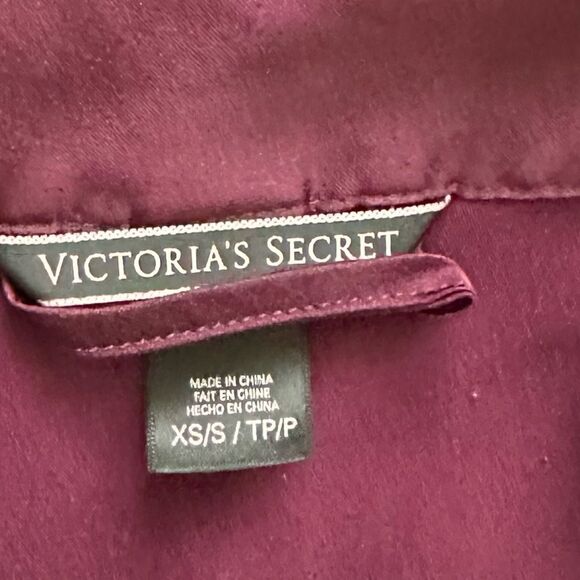 VICTORIA'S SECRET
MADE IN CHINA
FAIT EN CHINE
HECHO EN CHINA
XS/S / TP/P